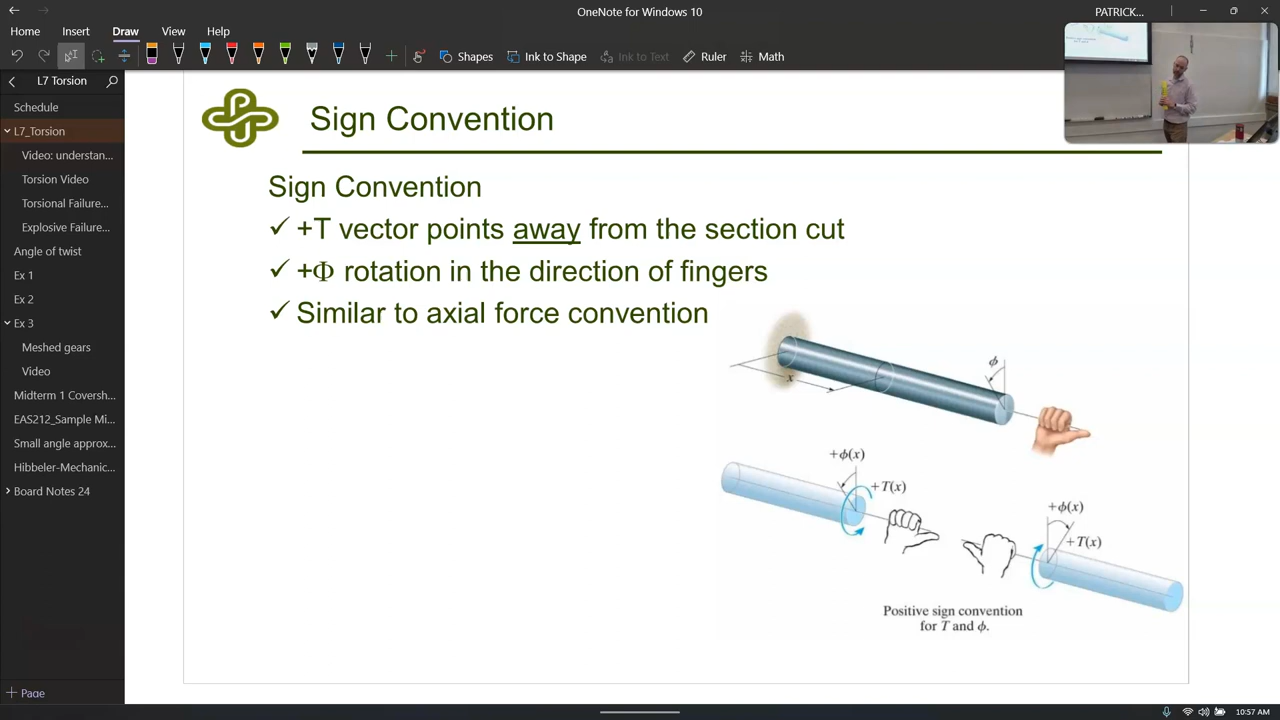 OneNote for Windows 10
PATRICK...
Home
Insert
Draw
View
Help
Shapes
Ink to Shape
Ink to Text
Ruler
Math
L7 Torsion
Schedule
L7_Torsion
Video: understan...
Torsion Video
Torsional Failure...
Explosive Failure...
Angle of twist
Ex 1
Ex 2
Ex 3
Meshed gears
Video
Midterm 1 Coversh...
EAS212_Sample Mi...
Small angle approx...
Hibbeler-Mechanic...
Board Notes 24
Page
P
U
Sign Convention
Sign Convention
✓ +T vector points away from the section cut
✓ +Φ rotation in the direction of fingers
✓ Similar to axial force convention
x
ϕ
+ϕ(x)
+T(x)
+ϕ(x)
+T(x)
Positive sign convention
for T and ϕ.
10:57 AM